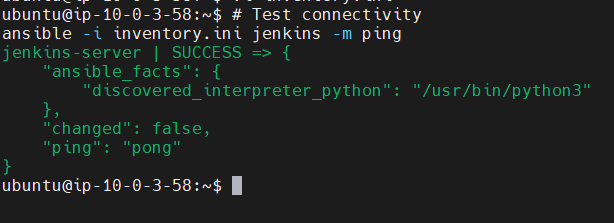 ubuntu@ip-10-0-3-58:~$ # Test connectivity
ansible -i inventory.ini jenkins -m ping
jenkins-server | SUCCESS => {
    "ansible_facts": {
        "discovered_interpreter_python": "/usr/bin/python3"
    },
    "changed": false,
    "ping": "pong"
}
ubuntu@ip-10-0-3-58:~$